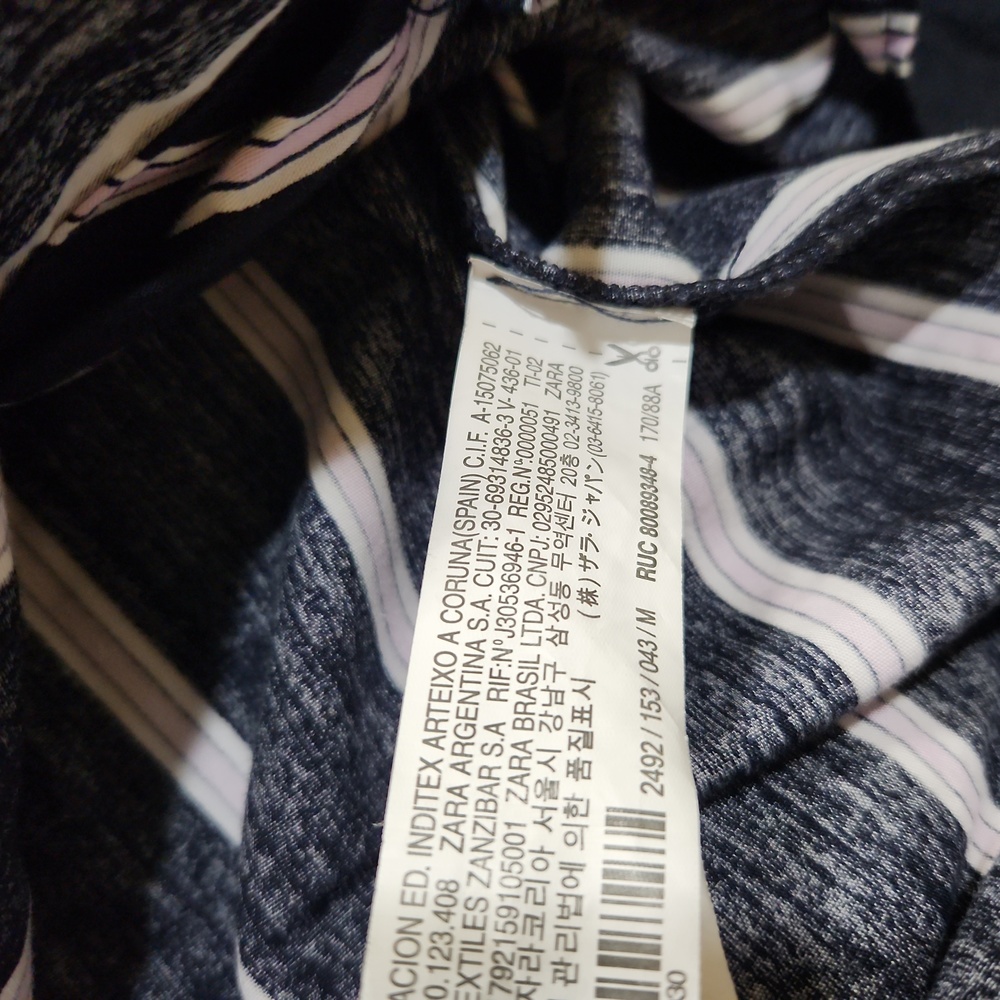 ACION ED. INDITEX ARTEIXO A CORUNA(SPAIN) C.I.F. A-15075062
0.123.408 ZARA ARGENTINA S.A. CUIT: 30-69314836-3 V- 436-01
EXTILES ZANZIBAR S.A RIF:NºJ30536946-1 REG.Nº:0000051 TI-02
792159105001 ZARA BRASIL LTDA. CNPJ: 02952485000491 ZARA
자라코리아 서울시 강남구 삼성동 무역센터 20층 02-3413-9800
관리법에 의한 품질표시 (株)ザラ・ジャパン(03-6415-8061)
2492 / 153 / 043 / M RUC 80089348-4 170/88A